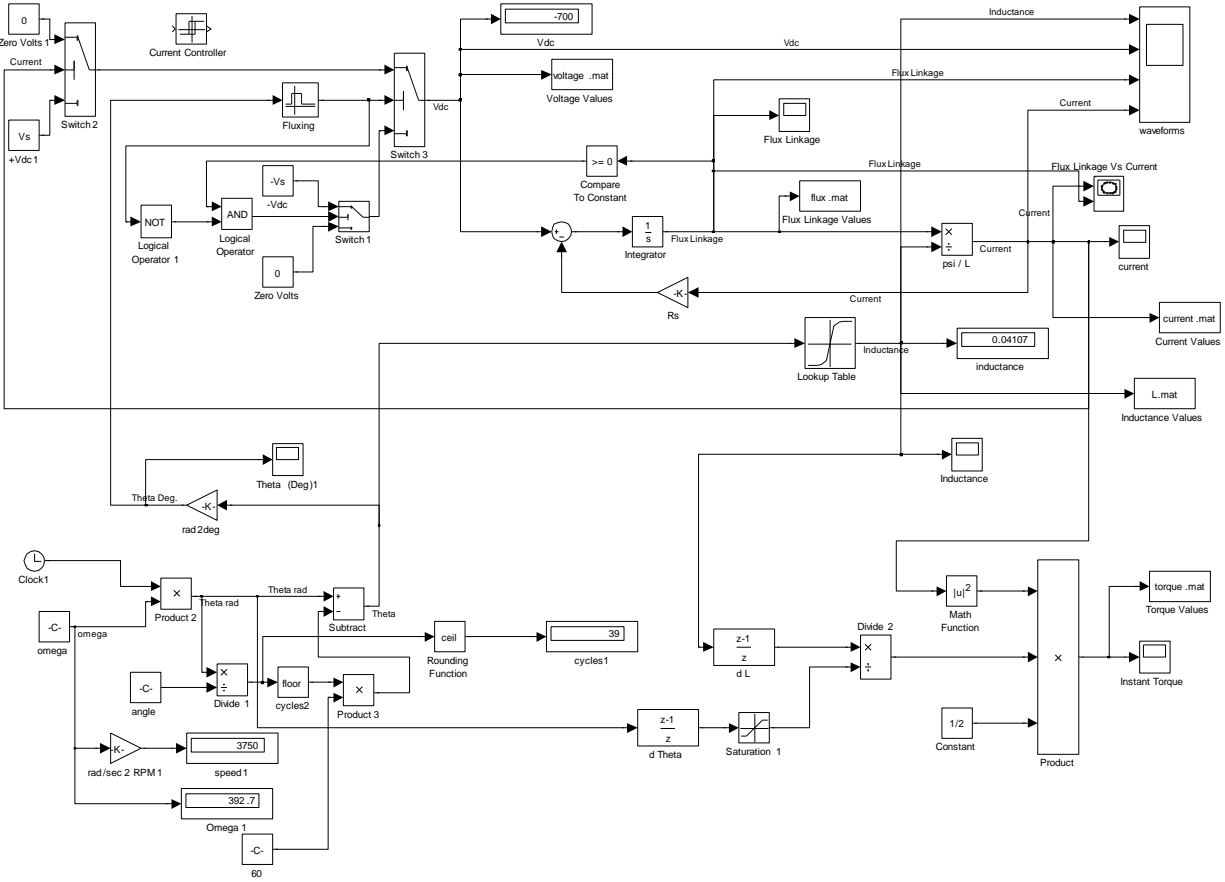 0
Zero Volts 1
Current
Switch 2
Vs
+Vdc 1
Current Controller
Fluxing
Switch 3
Vdc
-700
Vdc
Vdc
voltage .mat
Voltage Values
Inductance
Flux Linkage
Current
waveforms
Flux Linkage
>= 0
Compare
To Constant
Flux Linkage
Flux Linkage Vs Current
Current
flux .mat
Flux Linkage Values
-Vs
-Vdc
NOT
Logical
Operator 1
AND
Logical
Operator
Switch 1
0
Zero Volts
+
−
1
s
Integrator
Flux Linkage
×
÷
psi / L
Current
current
-K-
Rs
Current
Lookup Table
Inductance
0.04107
inductance
current .mat
Current Values
L.mat
Inductance Values
Inductance
Theta (Deg)1
Theta Deg.
-K-
rad2deg
Clock1
×
Product 2
Theta rad
Theta rad
+
−
Subtract
Theta
-C-
omega
omega
ceil
Rounding
Function
39
cycles1
-C-
angle
×
÷
Divide 1
floor
cycles2
×
Product 3
-K-
rad/sec 2 RPM 1
3750
speed1
392 .7
Omega 1
-C-
60
z-1
z
d L
z-1
z
d Theta
Saturation 1
Divide 2
×
÷
|u|2
Math
Function
1/2
Constant
×
Product
torque .mat
Torque Values
Instant Torque